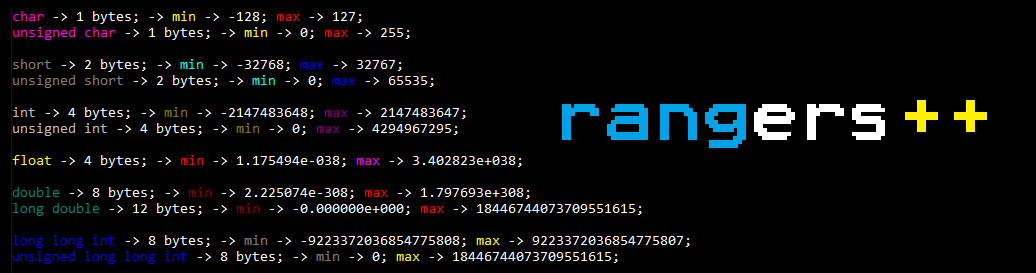 char -> 1 bytes; -> min -> -128; max -> 127;
unsigned char -> 1 bytes; -> min -> 0; max -> 255;
short -> 2 bytes; -> min -> -32768; max -> 32767;
unsigned short -> 2 bytes; -> min -> 0; max -> 65535;
int -> 4 bytes; -> min -> -2147483648; max -> 2147483647;
unsigned int -> 4 bytes; -> min -> 0; max -> 4294967295;
float -> 4 bytes; -> min -> 1.175494e-038; max -> 3.402823e+038;
double -> 8 bytes; -> min -> 2.225074e-308; max -> 1.797693e+308;
long double -> 12 bytes; -> min -> -0.000000e+000; max -> 18446744073709551615;
long long int -> 8 bytes; -> min -> -9223372036854775808; max -> 9223372036854775807;
unsigned long long int -> 8 bytes; -> min -> 0; max -> 18446744073709551615;
rangers++